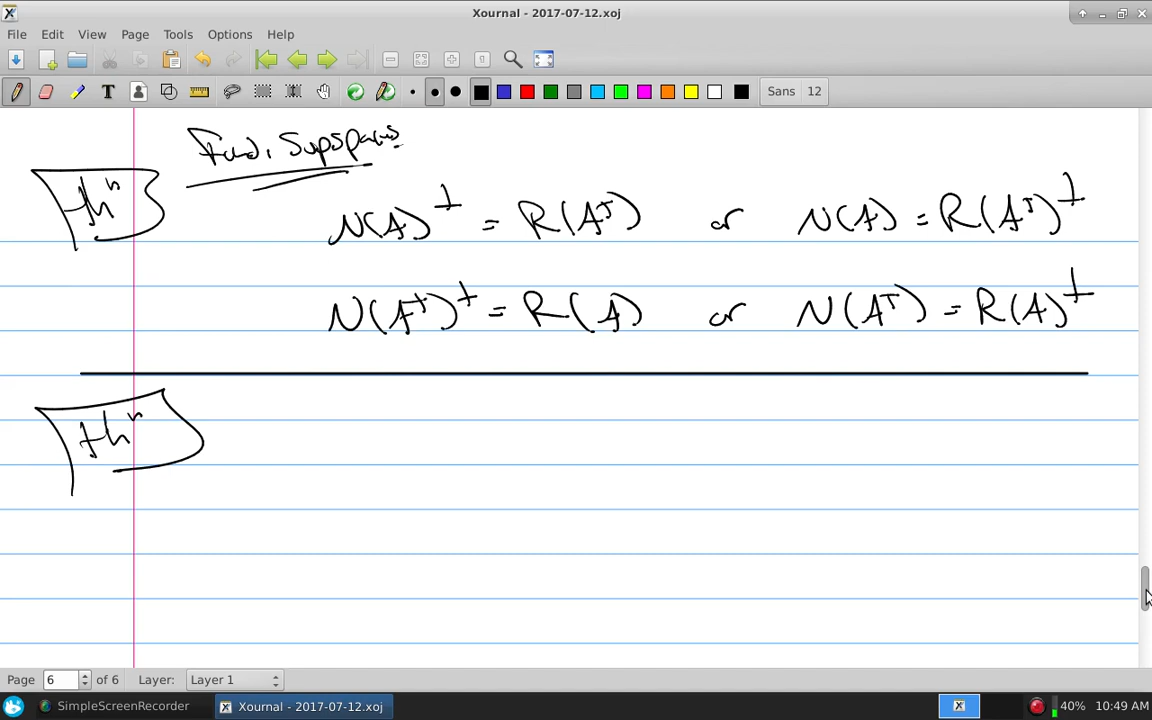 Xournal - 2017-07-12.xoj
File Edit View Page Tools Options Help
Sans 12
Fund. Subspaces
Thⁿ
N(A)^⊥ = R(Aᵀ) or N(A) = R(Aᵀ)^⊥
N(Aᵀ)^⊥ = R(A) or N(Aᵀ) = R(A)^⊥
Thⁿ
Page 6 of 6 Layer: Layer 1
SimpleScreenRecorder Xournal - 2017-07-12.xoj 40% 10:49 AM